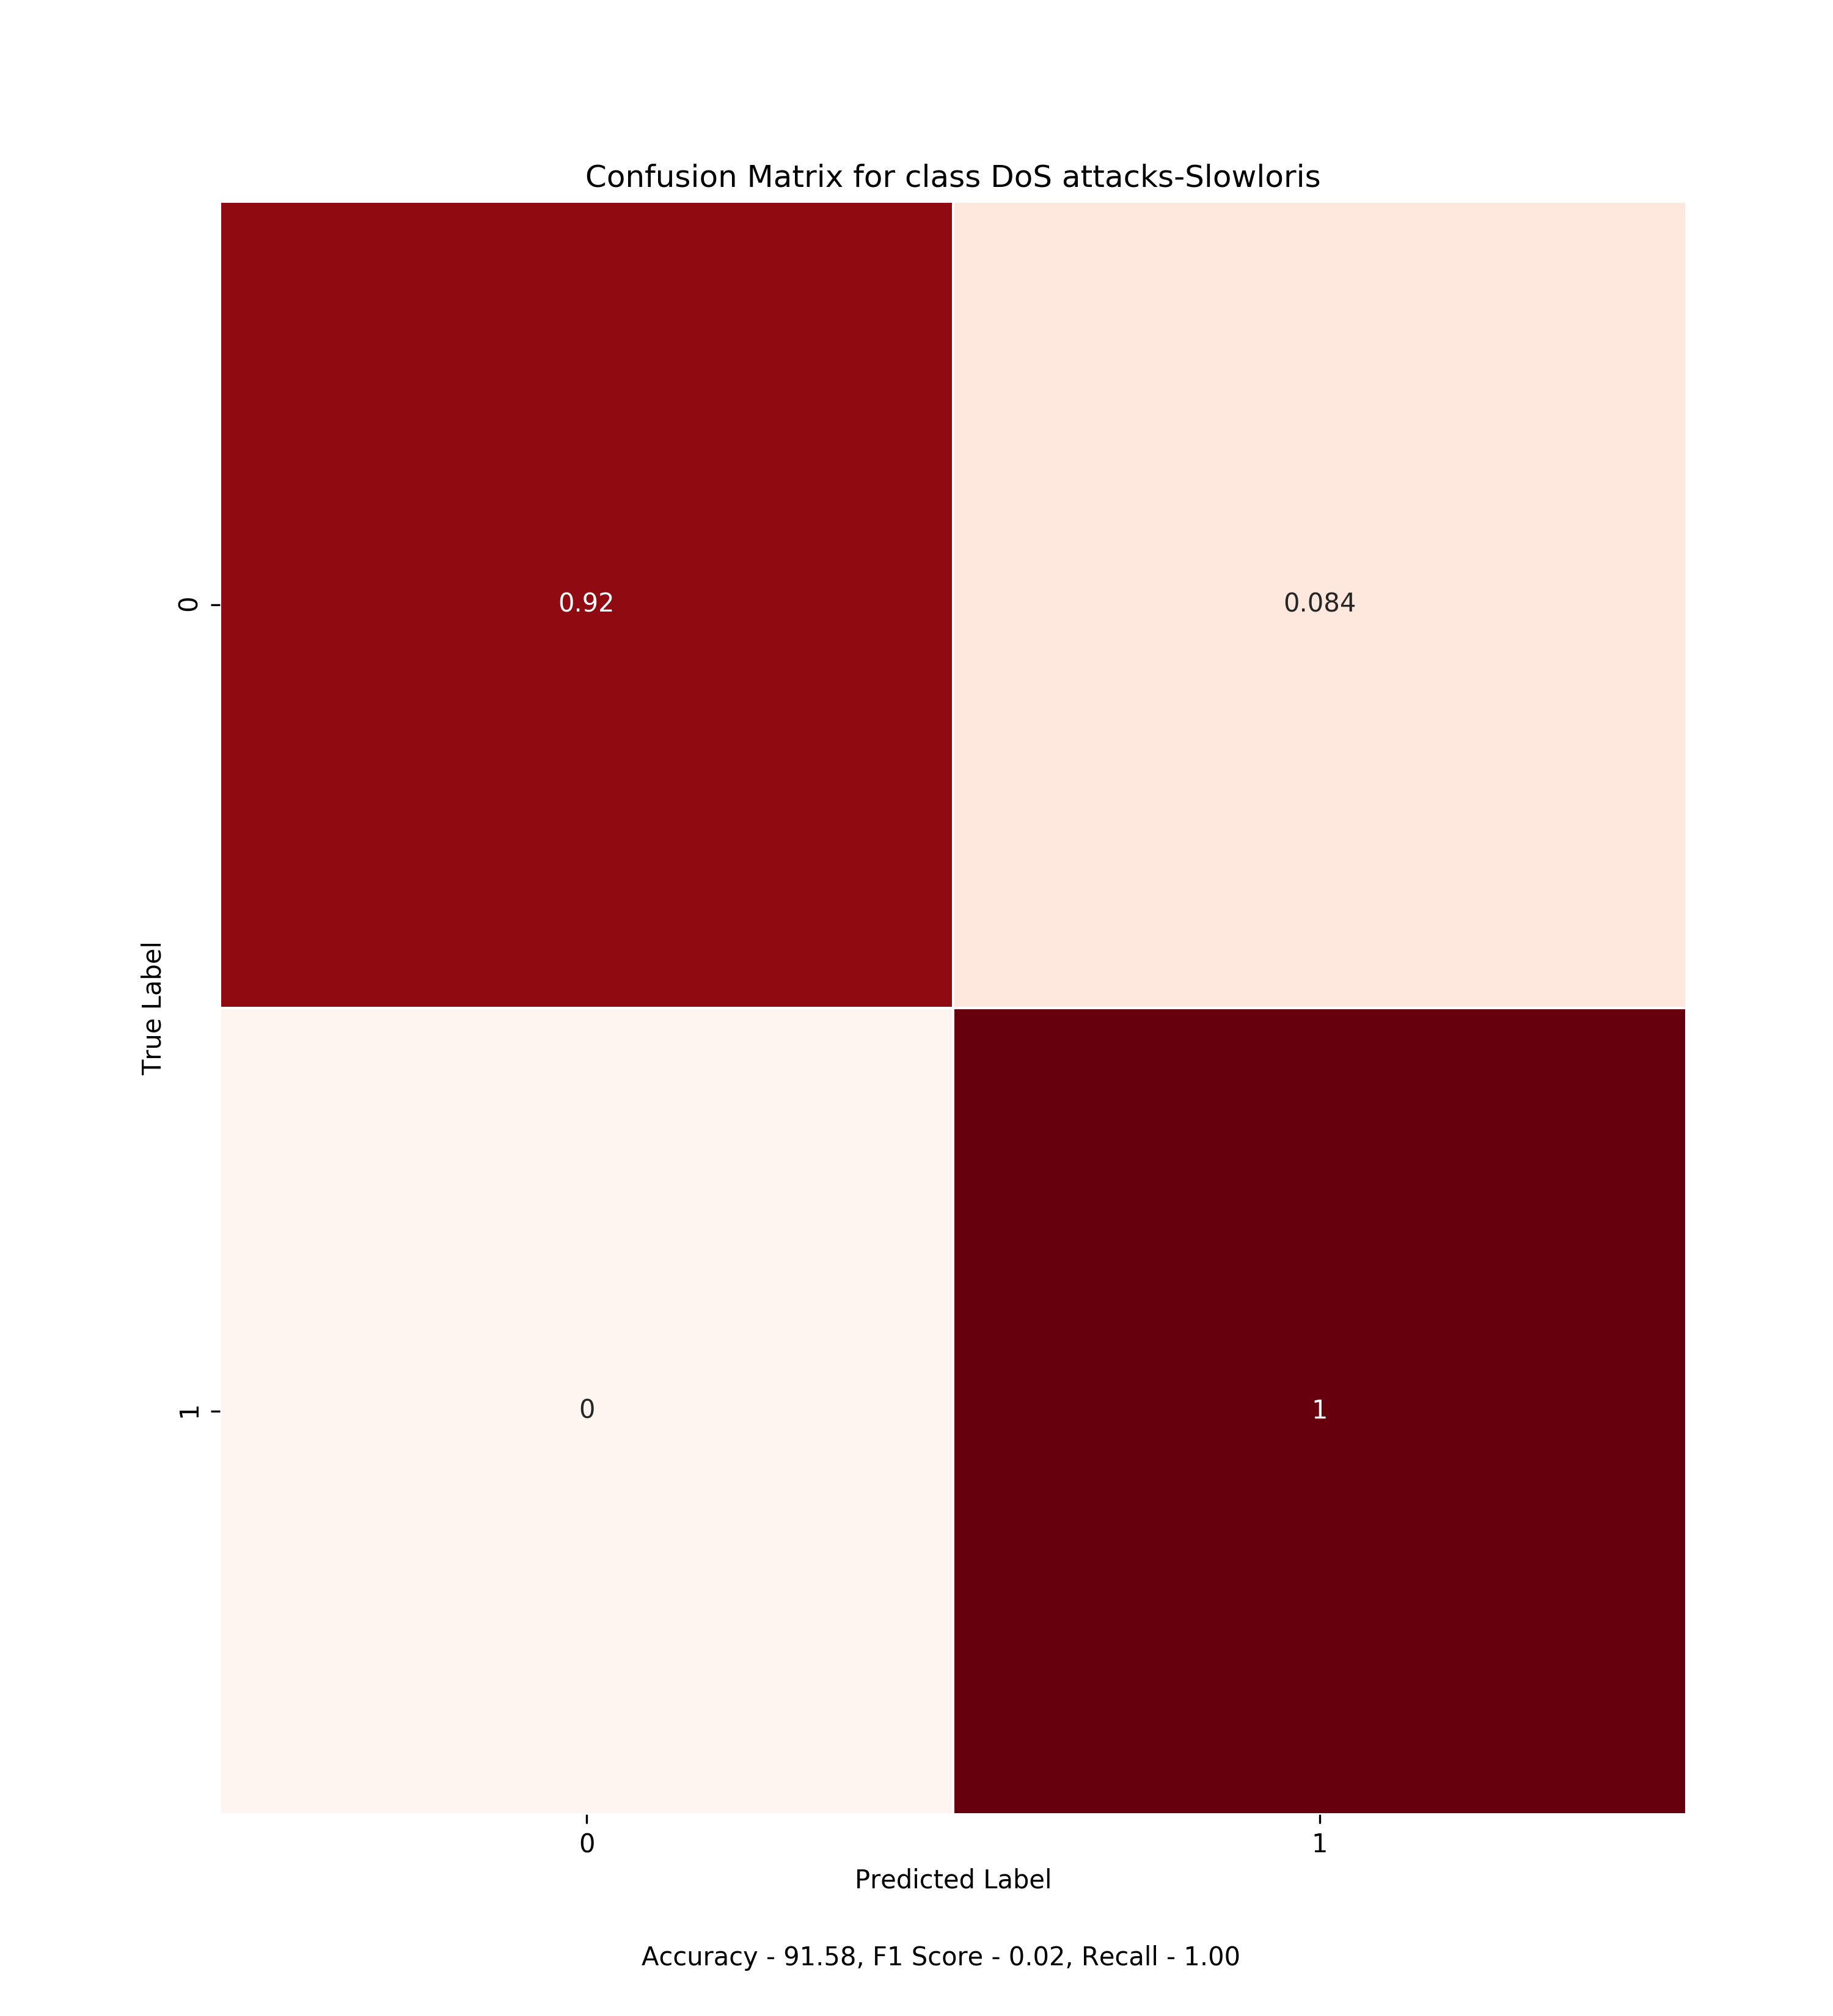 Confusion Matrix for class DoS attacks-Slowloris
0.92
0.084
0
True Label
0
1
1
0
1
Predicted Label
Accuracy - 91.58, F1 Score - 0.02, Recall - 1.00